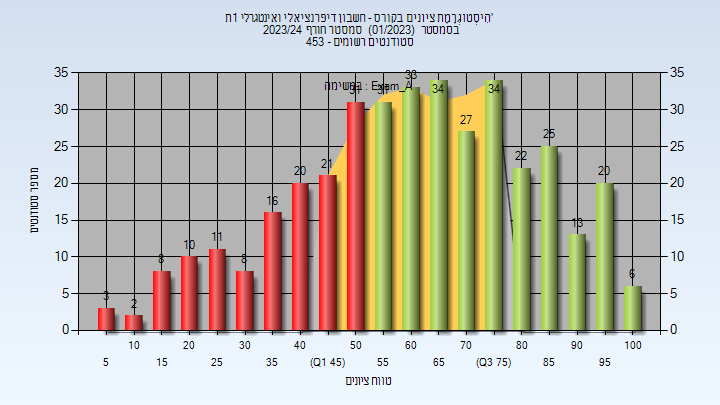 הִיסְטוֹגְרָמַת ציונים בקורס - חשבון דיפרנציאלי ואינטגרלי 1ת'
בסמסטר (01/2023) סמסטר חורף 2023/24
סטודנטים רשומים - 453
במשימה : Exam_A
35 30 25 20 15 10 5 0
מספר סטודנטים
3 2 8 10 11 8 16 20 21 31 31 33 34 27 34 22 25 13 20 6
35 30 25 20 15 10 5 0
10 20 30 40 50 60 70 80 90 100
5 15 25 35 (Q1 45) 55 65 (Q3 75) 85 95
טווח ציונים